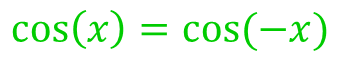 cos(x) = cos(−x)